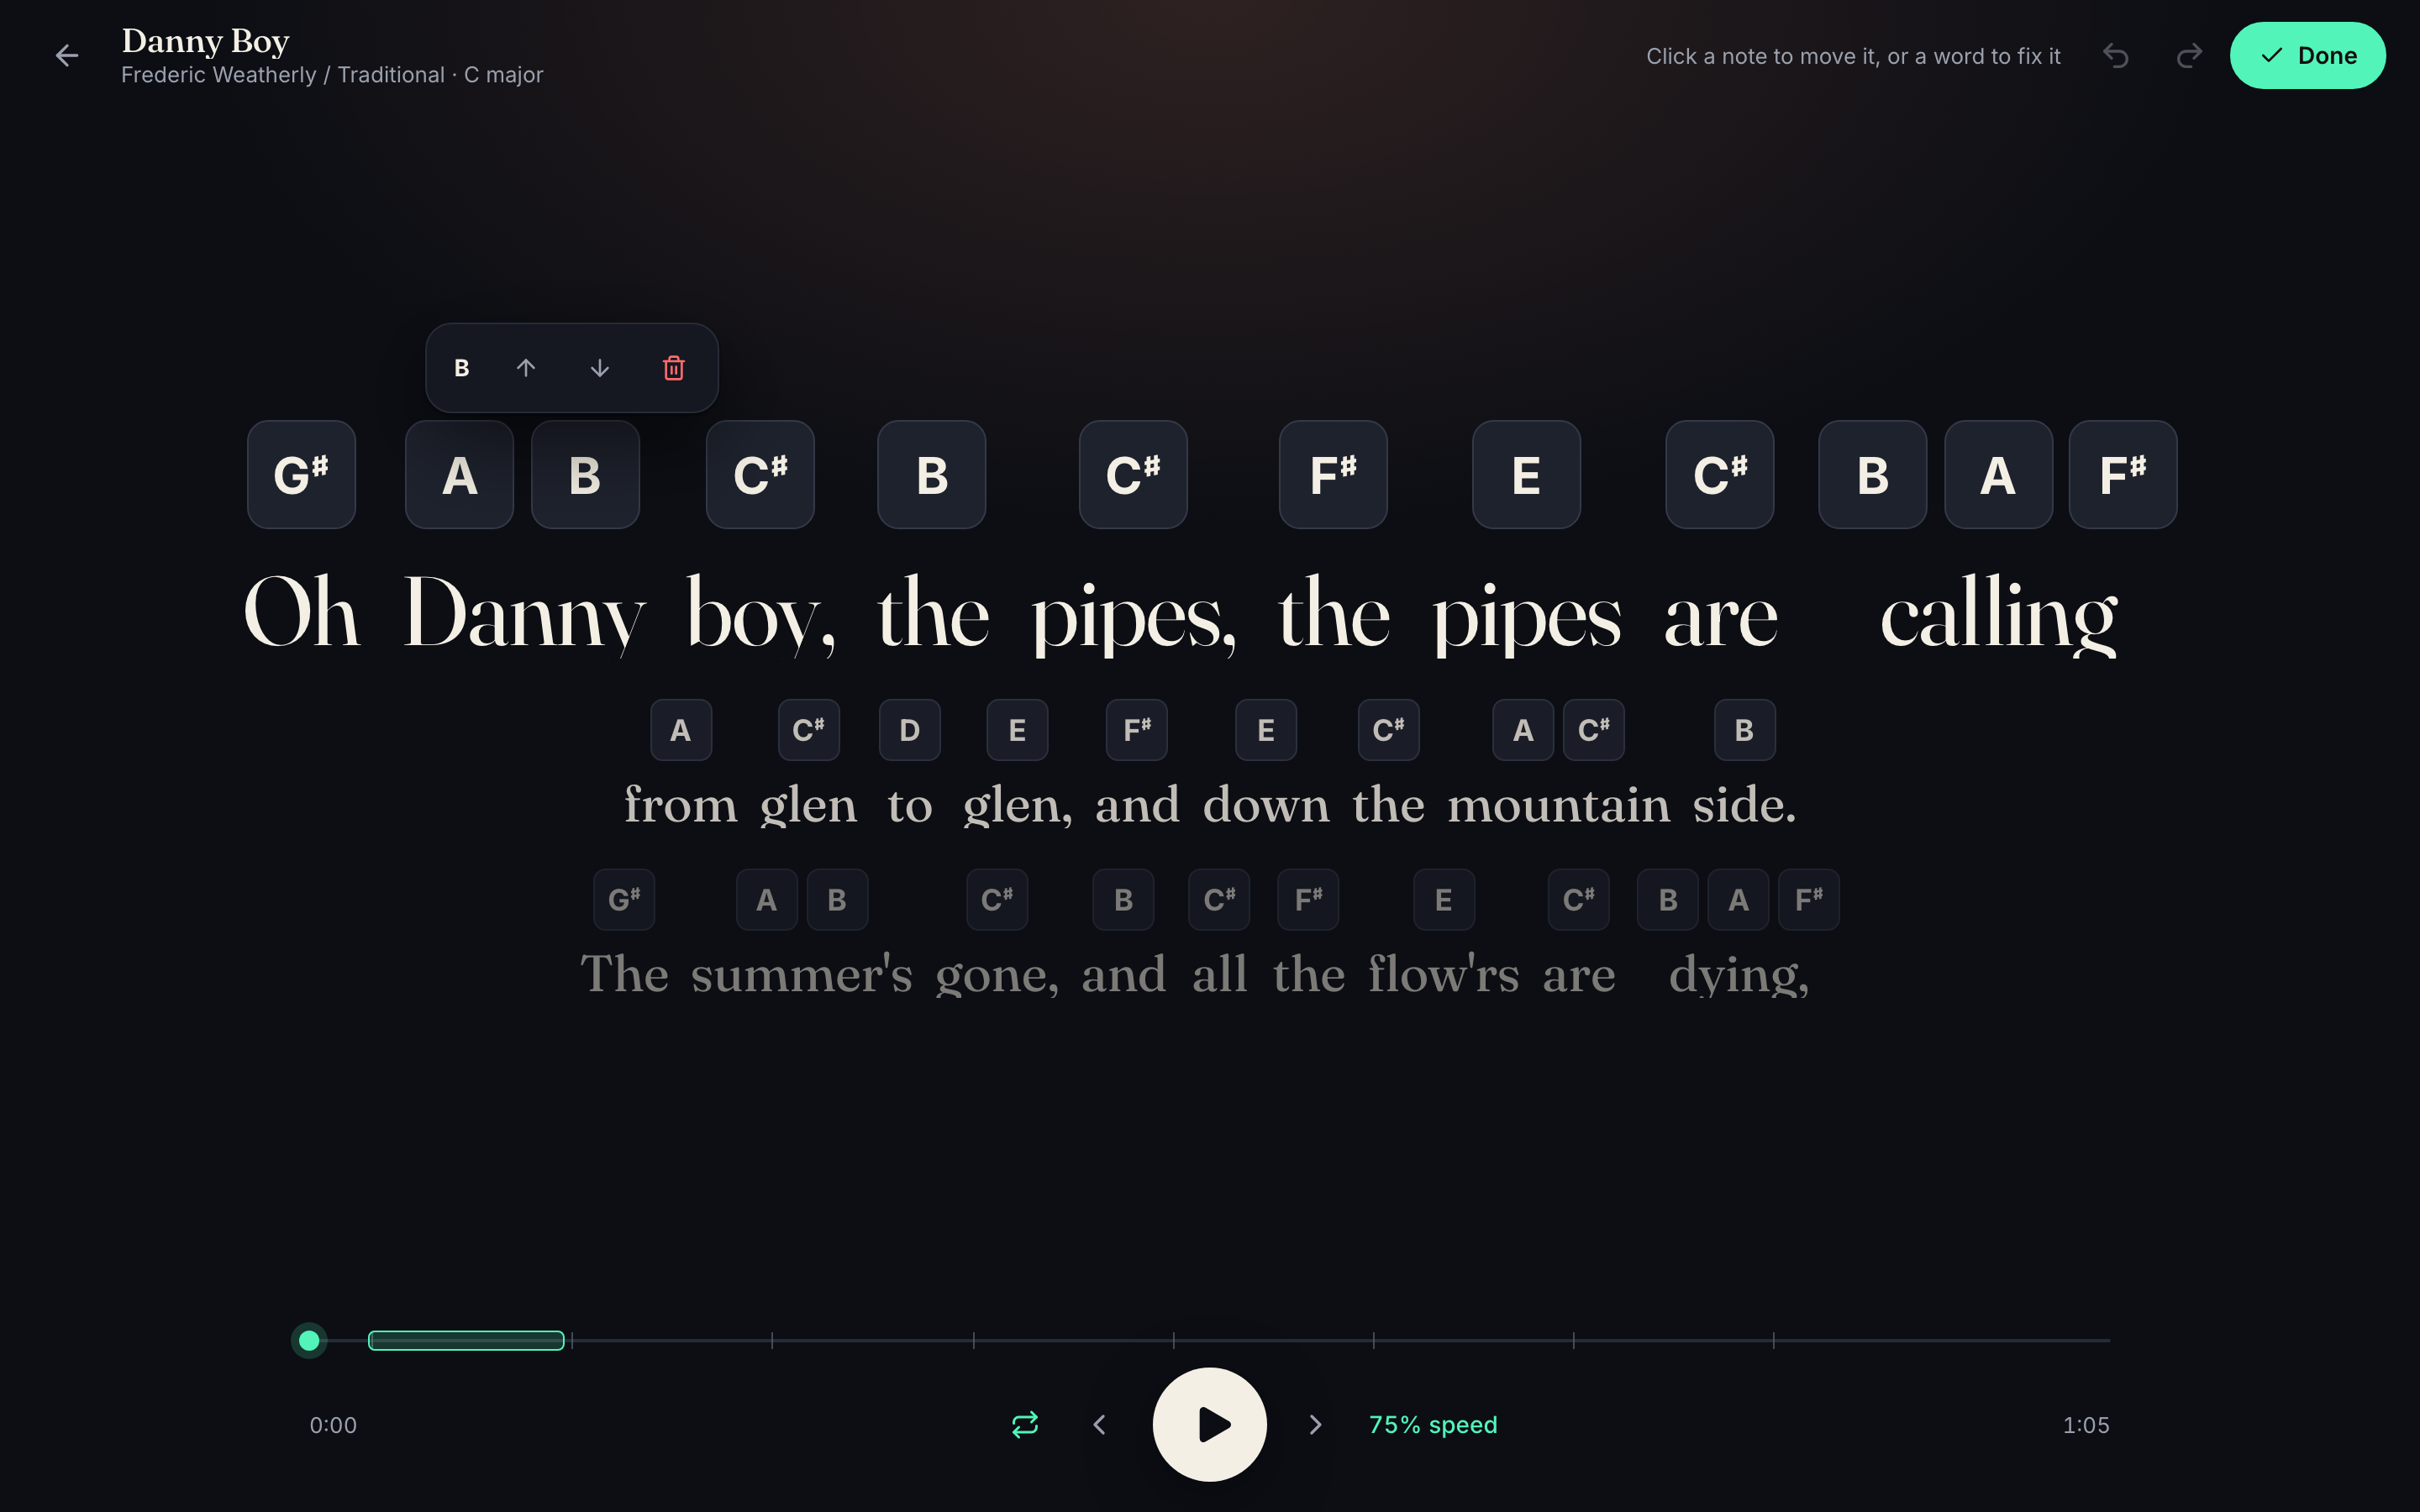 Danny Boy
Frederic Weatherly / Traditional · C major
Click a note to move it, or a word to fix it
Done
B
G♯ A B C♯ B C♯ F♯ E C♯ B A F♯
Oh Danny boy, the pipes, the pipes are calling
A C♯ D E F♯ E C♯ A C♯ B
from glen to glen, and down the mountain side.
G♯ A B C♯ B C♯ F♯ E C♯ B A F♯
The summer's gone, and all the flow'rs are dying,
0:00
75% speed
1:05